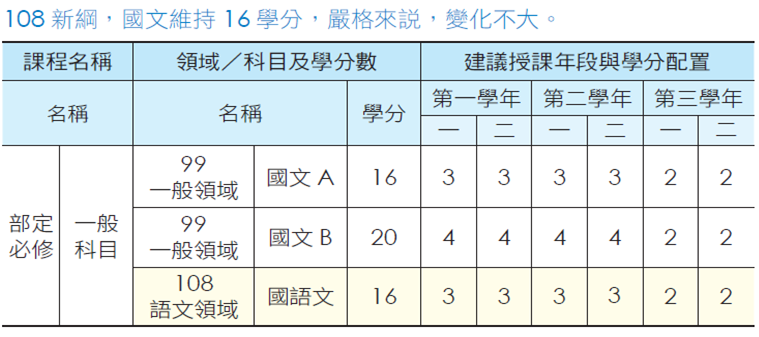 108 新綱，國文維持 16 學分，嚴格來説，變化不大。
課程名稱 領域／科目及學分數 建議授課年段與學分配置
名稱 名稱 學分 第一學年 第二學年 第三學年
一 二 一 二 一 二
部定必修 一般科目 99 一般領域 國文 A 16 3 3 3 3 2 2
99 一般領域 國文 B 20 4 4 4 4 2 2
108 語文領域 國語文 16 3 3 3 3 2 2